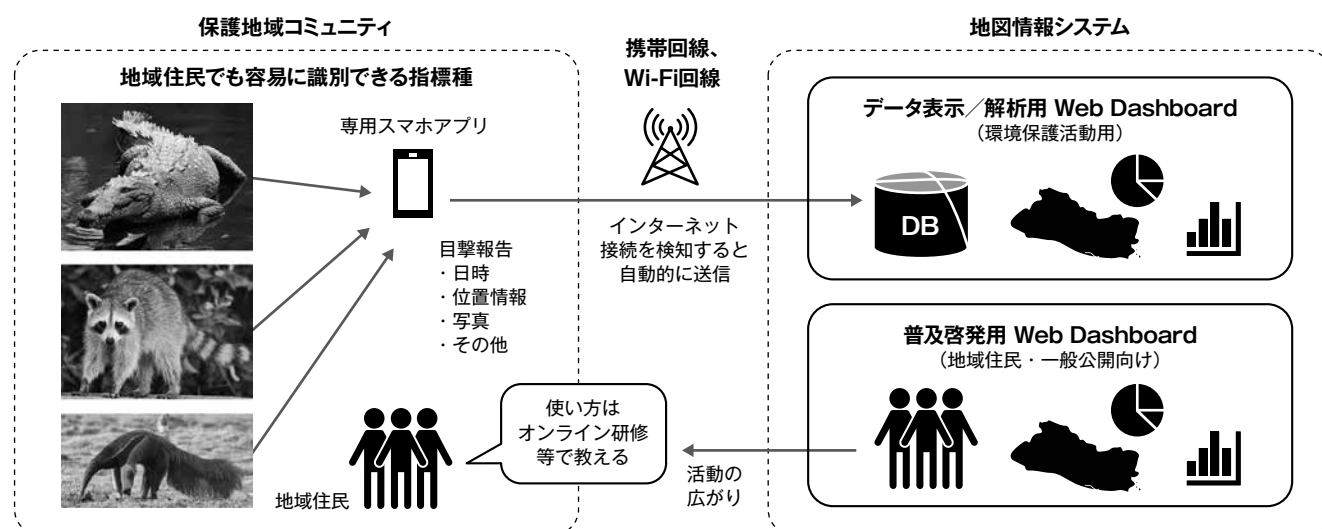 保護地域コミュニティ
地域住民でも容易に識別できる指標種
専用スマホアプリ
目撃報告
・日時
・位置情報
・写真
・その他
地域住民
使い方は
オンライン研修
等で教える
携帯回線、
Wi-Fi回線
インターネット
接続を検知すると
自動的に送信
地図情報システム
データ表示／解析用 Web Dashboard
（環境保護活動用）
DB
普及啓発用 Web Dashboard
（地域住民・一般公開向け）
活動の
広がり